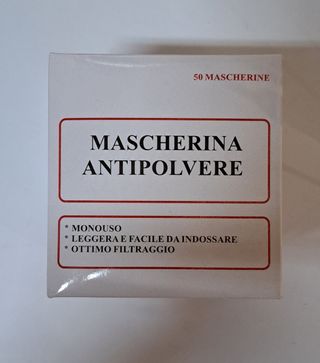 50 MASCHERINE
MASCHERINA
ANTIPOLVERE
* MONOUSO
* LEGGERA E FACILE DA INDOSSARE
* OTTIMO FILTRAGGIO